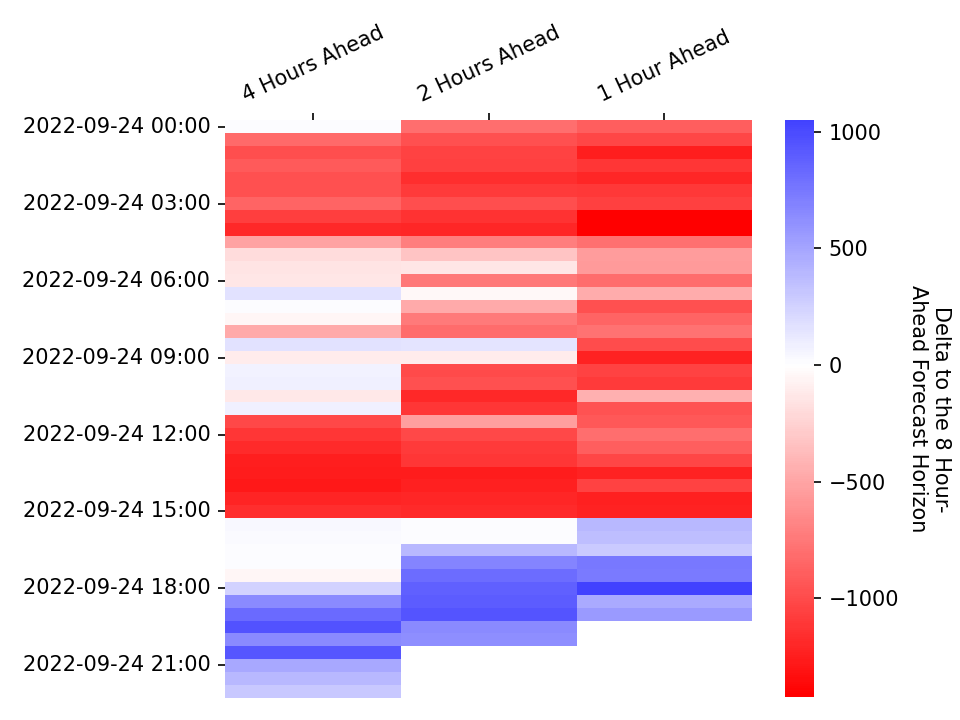 4 Hours Ahead
2 Hours Ahead
1 Hour Ahead
2022-09-24 00:00
2022-09-24 03:00
2022-09-24 06:00
2022-09-24 09:00
2022-09-24 12:00
2022-09-24 15:00
2022-09-24 18:00
2022-09-24 21:00
1000
500
0
−500
−1000
Delta to the 8 Hour-
Ahead Forecast Horizon